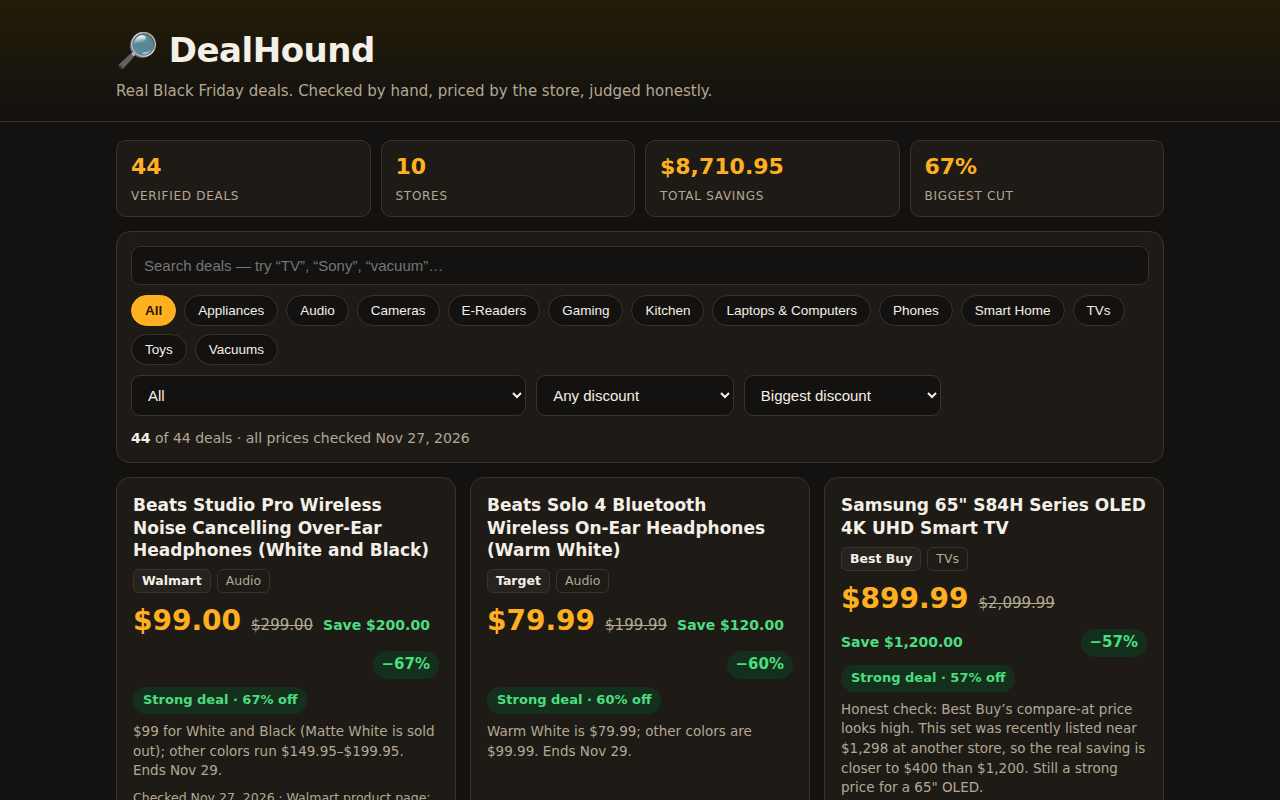 DealHound
Real Black Friday deals. Checked by hand, priced by the store, judged honestly.
44
VERIFIED DEALS
10
STORES
$8,710.95
TOTAL SAVINGS
67%
BIGGEST CUT
Search deals — try “TV”, “Sony”, “vacuum”…
All Appliances Audio Cameras E-Readers Gaming Kitchen Laptops & Computers Phones Smart Home TVs
Toys Vacuums
All Any discount Biggest discount
44 of 44 deals · all prices checked Nov 27, 2026
Beats Studio Pro Wireless
Noise Cancelling Over-Ear
Headphones (White and Black)
Walmart Audio
$99.00 $299.00 Save $200.00
−67%
Strong deal · 67% off
$99 for White and Black (Matte White is sold
out); other colors run $149.95–$199.95.
Ends Nov 29.
Checked Nov 27, 2026 · Walmart product page:
Beats Solo 4 Bluetooth
Wireless On-Ear Headphones
(Warm White)
Target Audio
$79.99 $199.99 Save $120.00
−60%
Strong deal · 60% off
Warm White is $79.99; other colors are
$99.99. Ends Nov 29.
Samsung 65" S84H Series OLED
4K UHD Smart TV
Best Buy TVs
$899.99 $2,099.99
Save $1,200.00 −57%
Strong deal · 57% off
Honest check: Best Buy’s compare-at price
looks high. This set was recently listed near
$1,298 at another store, so the real saving is
closer to $400 than $1,200. Still a strong
price for a 65" OLED.